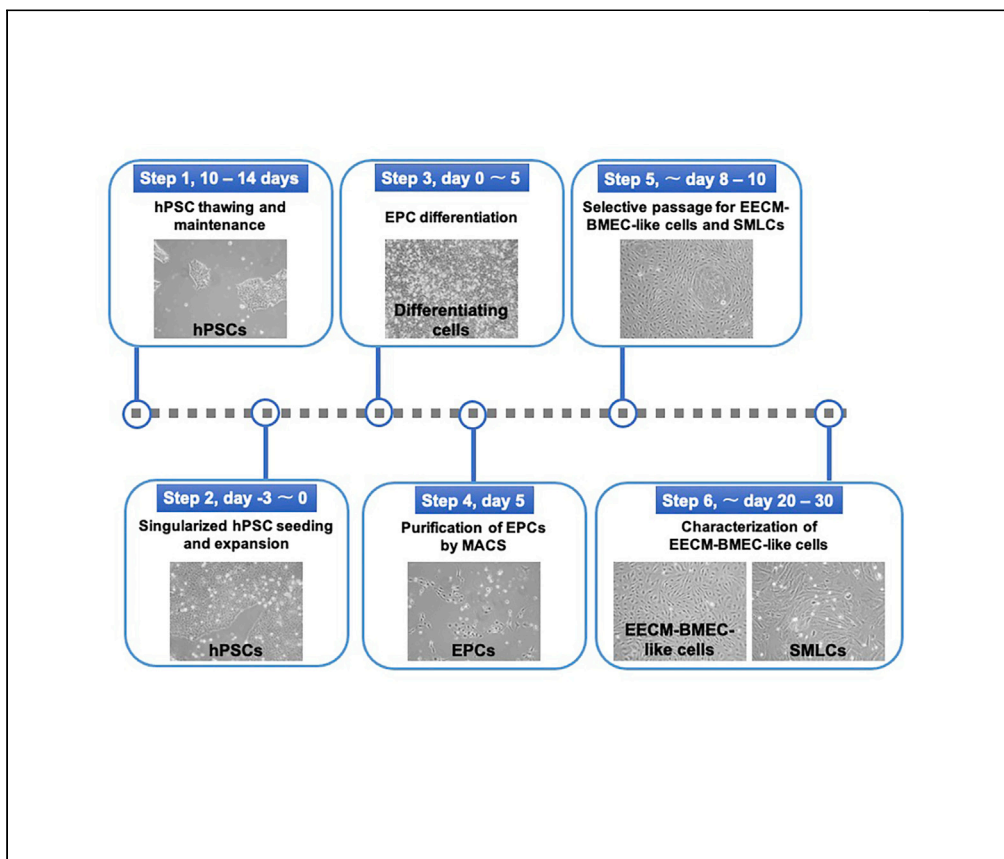 Step 1, 10 – 14 days
hPSC thawing and
maintenance
hPSCs
Step 3, day 0 ~ 5
EPC differentiation
Differentiating
cells
Step 5, ~ day 8 – 10
Selective passage for EECM-
BMEC-like cells and SMLCs
Step 2, day -3 ~ 0
Singularized hPSC seeding
and expansion
hPSCs
Step 4, day 5
Purification of EPCs
by MACS
EPCs
Step 6, ~ day 20 – 30
Characterization of
EECM-BMEC-like cells
EECM-BMEC-
like cells
SMLCs